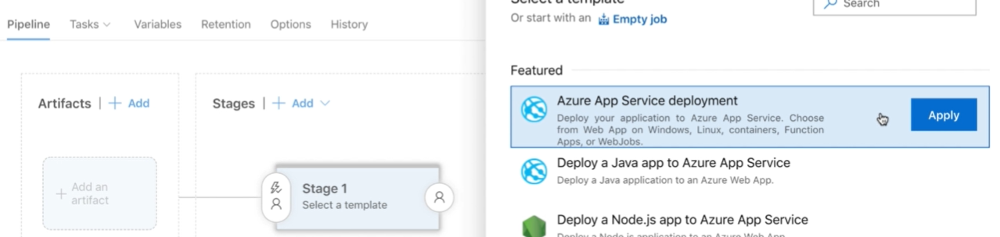 Pipeline Tasks Variables Retention Options History
Artifacts | + Add
Stages | + Add
+ Add an
artifact
Stage 1
Select a template
Select a template
Or start with an Empty job
Search
Featured
Azure App Service deployment
Deploy your application to Azure App Service. Choose
from Web App on Windows, Linux, containers, Function
Apps, or WebJobs.
Apply
Deploy a Java app to Azure App Service
Deploy a Java application to an Azure Web App.
Deploy a Node.js app to Azure App Service
Deploy a Node.js application to an Azure Web App.